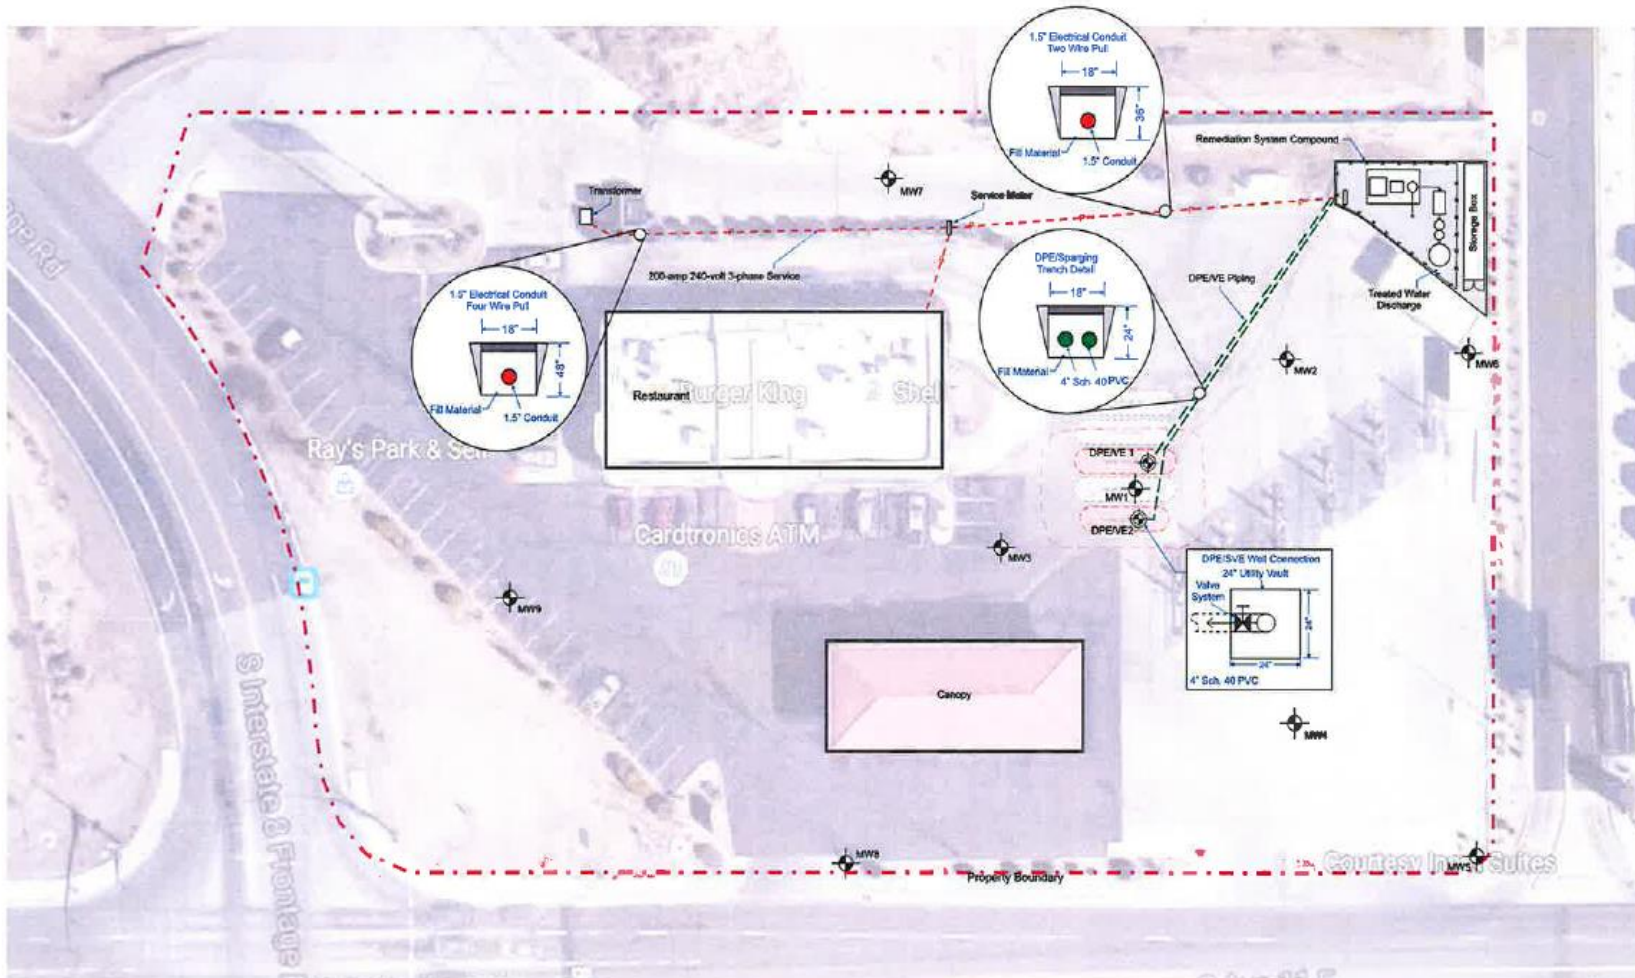 1.5" Electrical Conduit
Two Wire Pull
18"
36"
Fill Material
1.5" Conduit
Remediation System Compound
Storage Box
Treated Water
Discharge
MW7
Transformer
Service Meter
200-amp 240-volt 3-phase Service
1.5" Electrical Conduit
Four Wire Pull
18"
48"
Fill Material
1.5" Conduit
DPE/Sparging
Trench Detail
18"
24"
Fill Material
4" Sch. 40 PVC
DPE/VE Piping
MW2
MW6
Restaurant
Burger King
Shell
Ray's Park & Sell
DPE/VE 1
MW1
DPE/VE2
Cardtronics ATM
MW3
DPE/SVE Well Connection
24" Utility Vault
Valve
System
24"
24"
4" Sch. 40 PVC
MW9
Canopy
MW4
S Interstate 8 Frontage
MW8
Property Boundary
MW5
Courtesy Inn & Suites